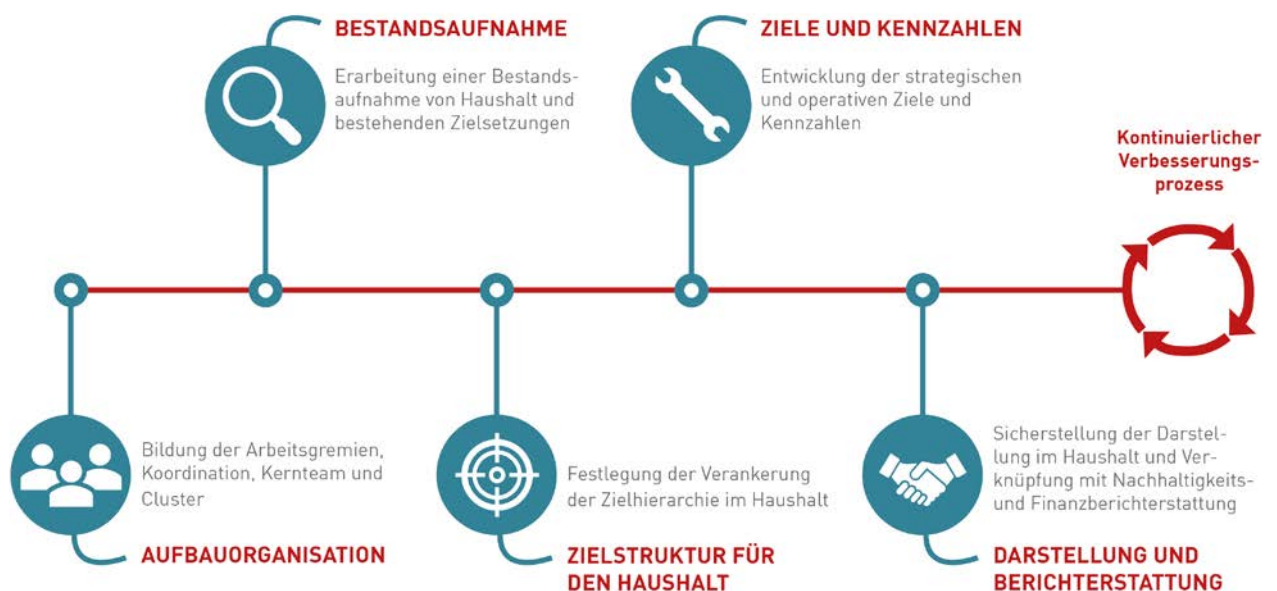 BESTANDSAUFNAHME
Erarbeitung einer Bestands-
aufnahme von Haushalt und
bestehenden Zielsetzungen
ZIELE UND KENNZAHLEN
Entwicklung der strategischen
und operativen Ziele und
Kennzahlen
Kontinuierlicher
Verbesserungs-
prozess
Bildung der Arbeitsgremien,
Koordination, Kernteam und
Cluster
AUFBAUORGANISATION
Festlegung der Verankerung
der Zielhierarchie im Haushalt
ZIELSTRUKTUR FÜR
DEN HAUSHALT
Sicherstellung der Darstel-
lung im Haushalt und Ver-
knüpfung mit Nachhaltigkeits-
und Finanzberichterstattung
DARSTELLUNG UND
BERICHTERSTATTUNG